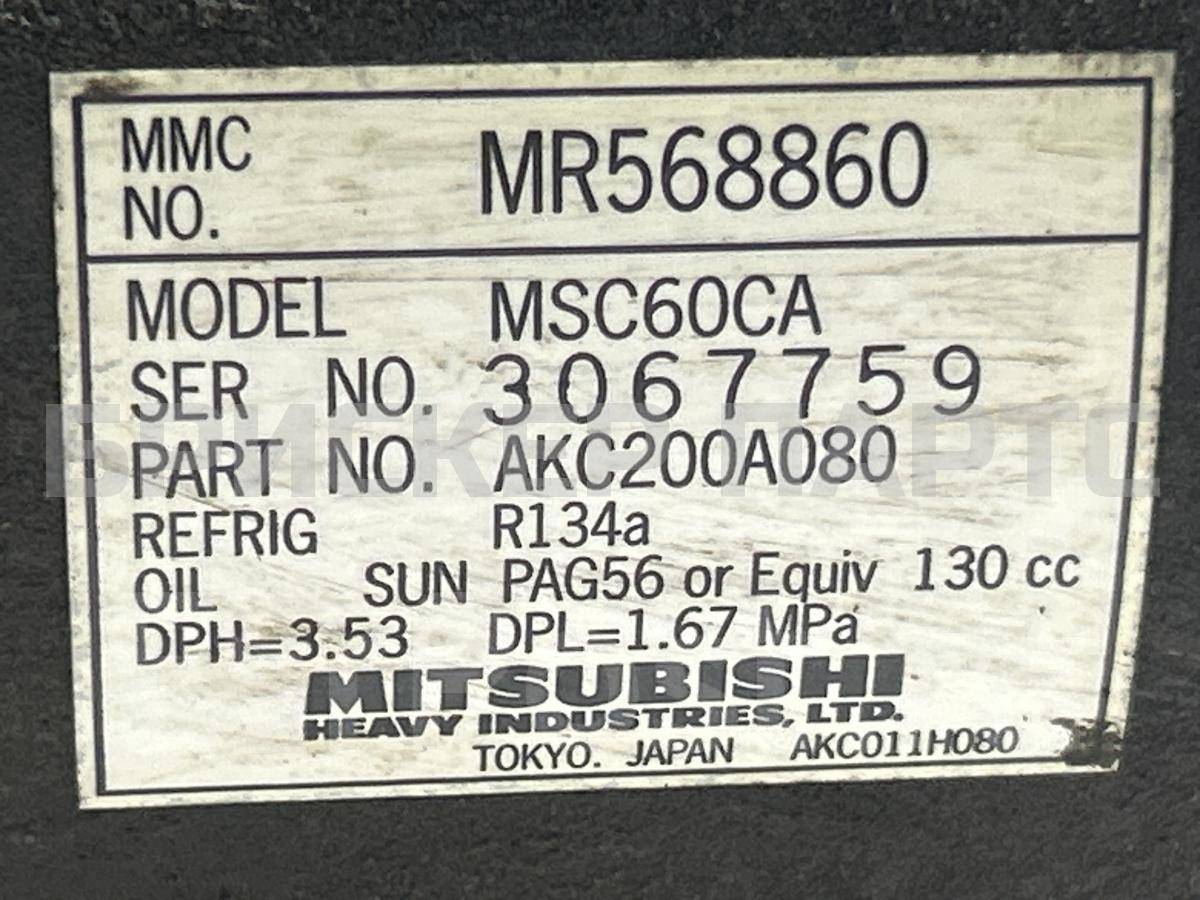 MMC NO. MR568860
MODEL MSC60CA
SER NO. 3067759
PART NO. AKC200A080
REFRIG R134a
OIL SUN PAG56 or Equiv 130 cc
DPH=3.53 DPL=1.67 MPa
MITSUBISHI
HEAVY INDUSTRIES, LTD.
TOKYO. JAPAN AKC011H080